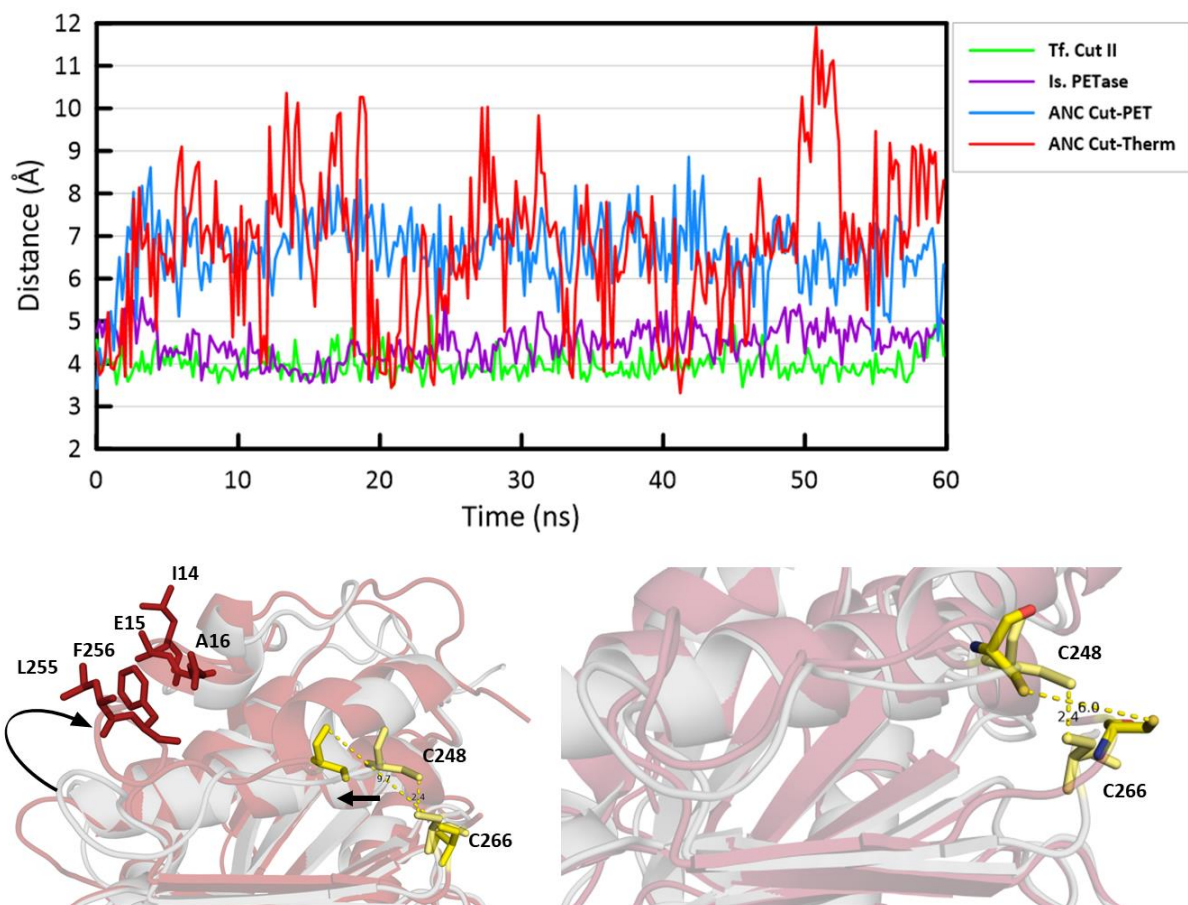 12
11
10
9
8
7
6
5
4
3
2
Distance (Å)
0 10 20 30 40 50 60
Time (ns)
Tf. Cut II
Is. PETase
ANC Cut-PET
ANC Cut-Therm
I14
E15
A16
F256
L255
C248
9.7
2.4
C266
C248
6.0
2.4
C266